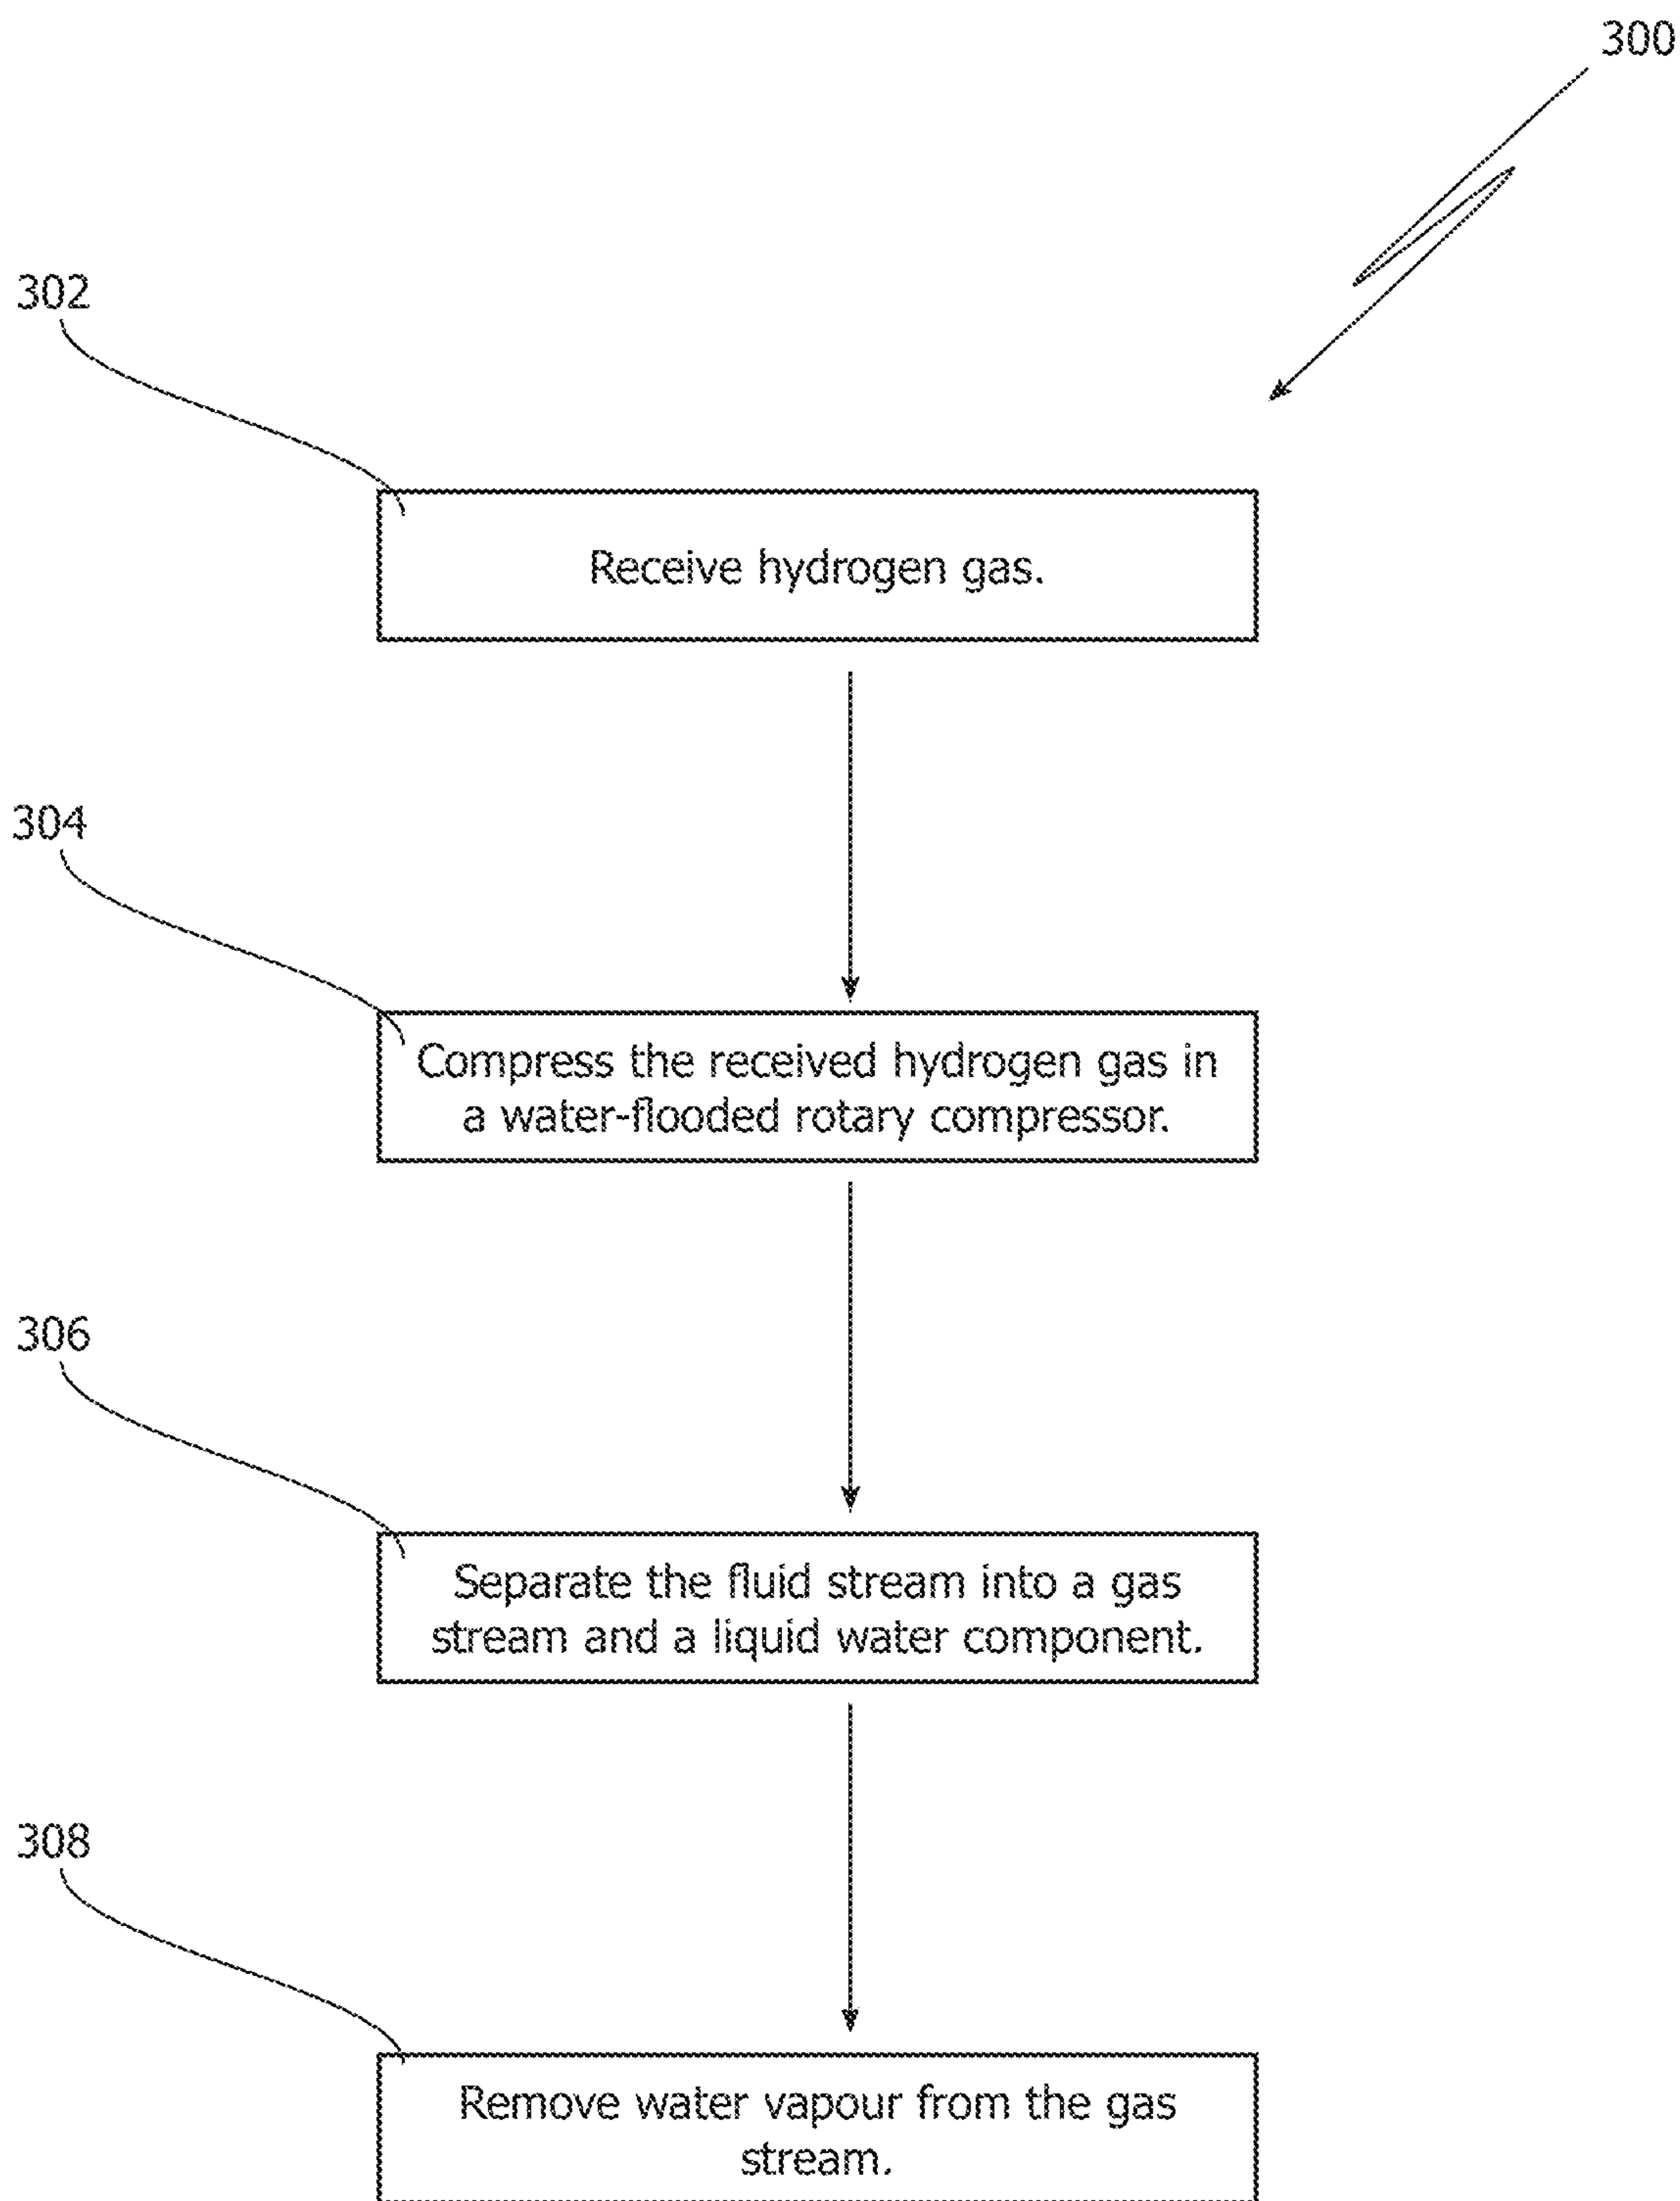 300
302
Receive hydrogen gas.
304
Compress the received hydrogen gas in
a water-flooded rotary compressor.
306
Separate the fluid stream into a gas
stream and a liquid water component.
308
Remove water vapour from the gas
stream.